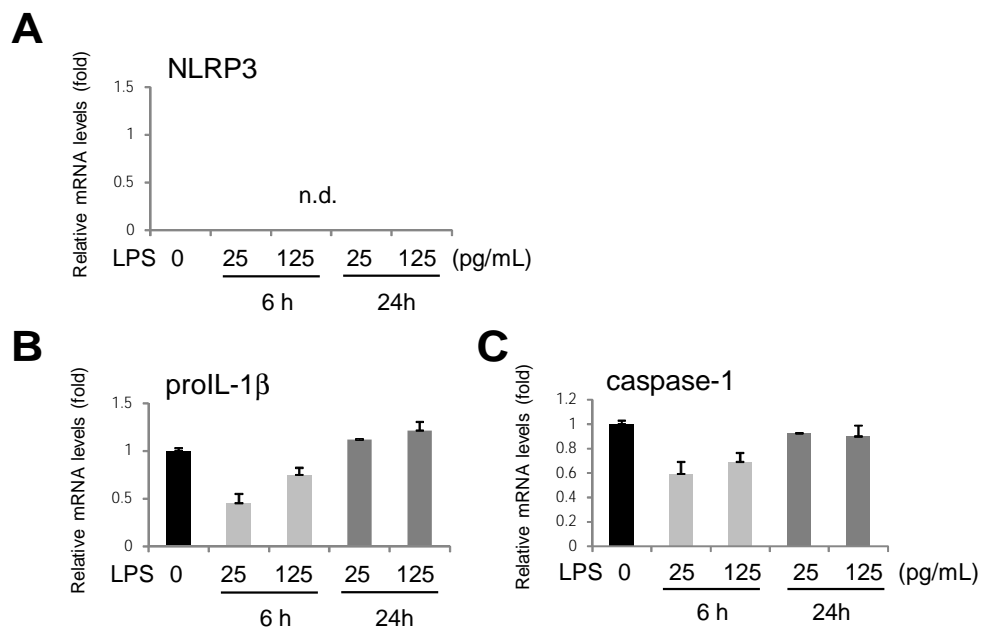 A
NLRP3
Relative mRNA levels (fold)
1.5
1
0.5
0
n.d.
LPS 0 25 125 25 125 (pg/mL)
6 h 24h
B
proIL-1β
Relative mRNA levels (fold)
1.5
1
0.5
0
LPS 0 25 125 25 125
6 h 24h
C
caspase-1
Relative mRNA levels (fold)
1.2
1
0.8
0.6
0.4
0.2
0
LPS 0 25 125 25 125 (pg/mL)
6 h 24h